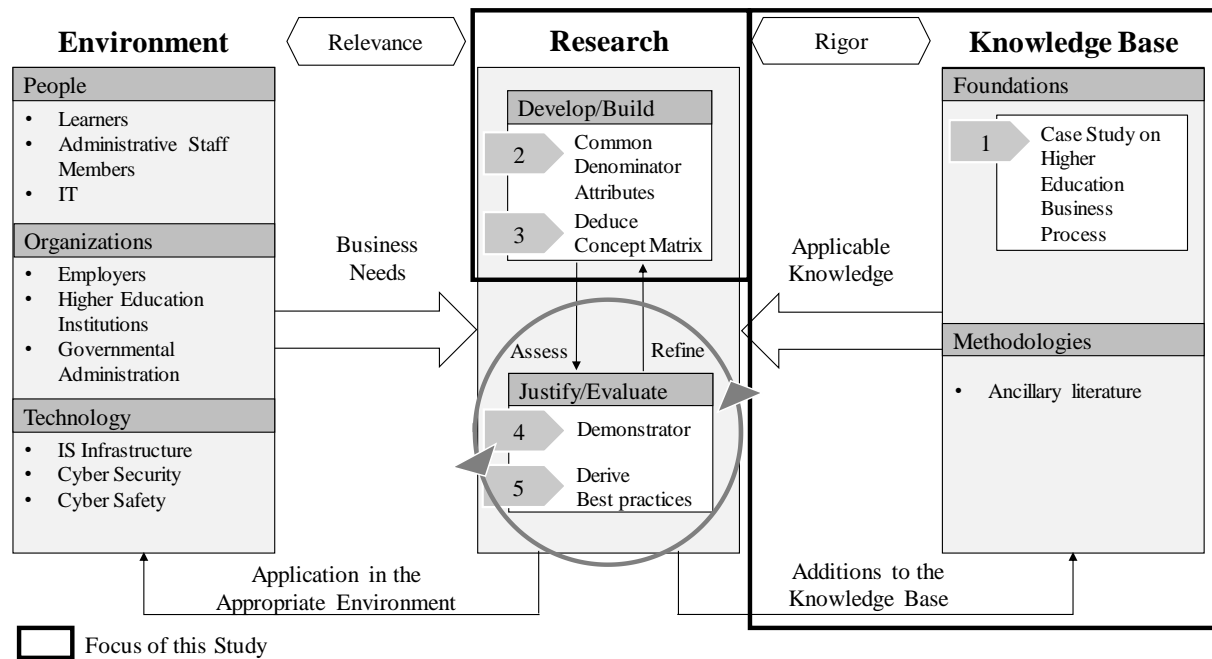 Environment
Relevance
Research
Rigor
Knowledge Base
People
• Learners
• Administrative Staff
Members
• IT
Organizations
• Employers
• Higher Education
Institutions
• Governmental
Administration
Technology
• IS Infrastructure
• Cyber Security
• Cyber Safety
Business
Needs
Develop/Build
2
Common
Denominator
Attributes
3
Deduce
Concept Matrix
Assess
Refine
Justify/Evaluate
4
Demonstrator
5
Derive
Best practices
Applicable
Knowledge
Foundations
1
Case Study on
Higher
Education
Business
Process
Methodologies
• Ancillary literature
Application in the
Appropriate Environment
Additions to the
Knowledge Base
Focus of this Study